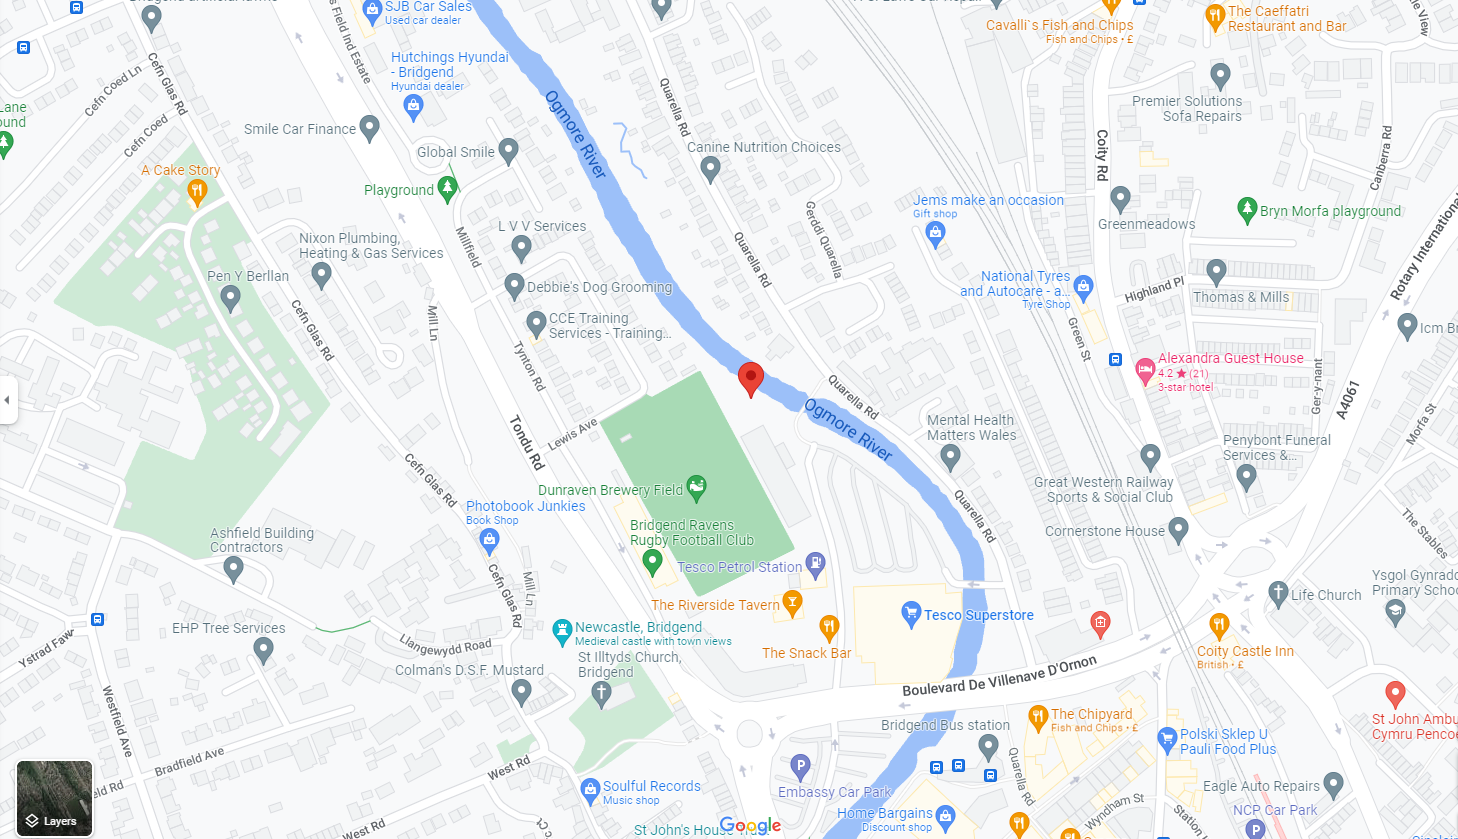 SJB Car Sales
Used car dealer
Cavalli`s Fish and Chips
Fish and Chips • £
The Caeffatri
Restaurant and Bar
Hutchings Hyundai
- Bridgend
Hyundai dealer
Cefn Coed Ln
Cefn Glas Rd
Cefn Coed
Ogmore River
Quarella Rd
Premier Solutions
Sofa Repairs
Lane
Smile Car Finance
Global Smile
Canine Nutrition Choices
Coity Rd
Canberra Rd
A Cake Story
Playground
Jems make an occasion
Gift shop
Greenmeadows
Bryn Morfa playground
Nixon Plumbing,
Heating & Gas Services
Millfield
L V V Services
Quarella Rd
Gerddi Quarella
Rotary International
Pen Y Berllan
Debbie's Dog Grooming
National Tyres
and Autocare - a...
Tyre Shop
Highland Pl
Thomas & Mills
Cefn Glas Rd
Mill Ln
CCE Training
Services - Training...
Green St
Icm Br
Tynton Rd
Alexandra Guest House
4.2 ★ (21)
3-star hotel
Ger-y-nant
A4061
Quarella Rd
Ogmore River
Morfa St
Tondu Rd
Lewis Ave
Mental Health
Matters Wales
Penybont Funeral
Services &...
Cefn Glas Rd
Dunraven Brewery Field
Great Western Railway
Sports & Social Club
Photobook Junkies
Book Shop
Quarella Rd
Bridgend Ravens
Rugby Football Club
Cornerstone House
The Stables
Ashfield Building
Contractors
Tesco Petrol Station
Cefn Glas Rd
Mill Ln
Ysgol Gynradd
Primary Schoo
The Riverside Tavern
Tesco Superstore
Life Church
EHP Tree Services
Newcastle, Bridgend
Medieval castle with town views
Ystrad Faw
Llangewydd Road
The Snack Bar
Coity Castle Inn
British • £
St Illtyds Church,
Bridgend
Colman's D.S.F. Mustard
Boulevard De Villenave D'Ornon
Westfield Ave
Bridgend Bus station
The Chipyard
Fish and Chips • £
St John Ambu
Cymru Pencoe
Polski Sklep U
Pauli Food Plus
Bradfield Ave
West Rd
Quarella Rd
Soulful Records
Music shop
Embassy Car Park
Eagle Auto Repairs
Wyndham St
Layers
West Rd
Ct
St John's House
Google
Home Bargains
Discount shop
Station
NCP Car Park